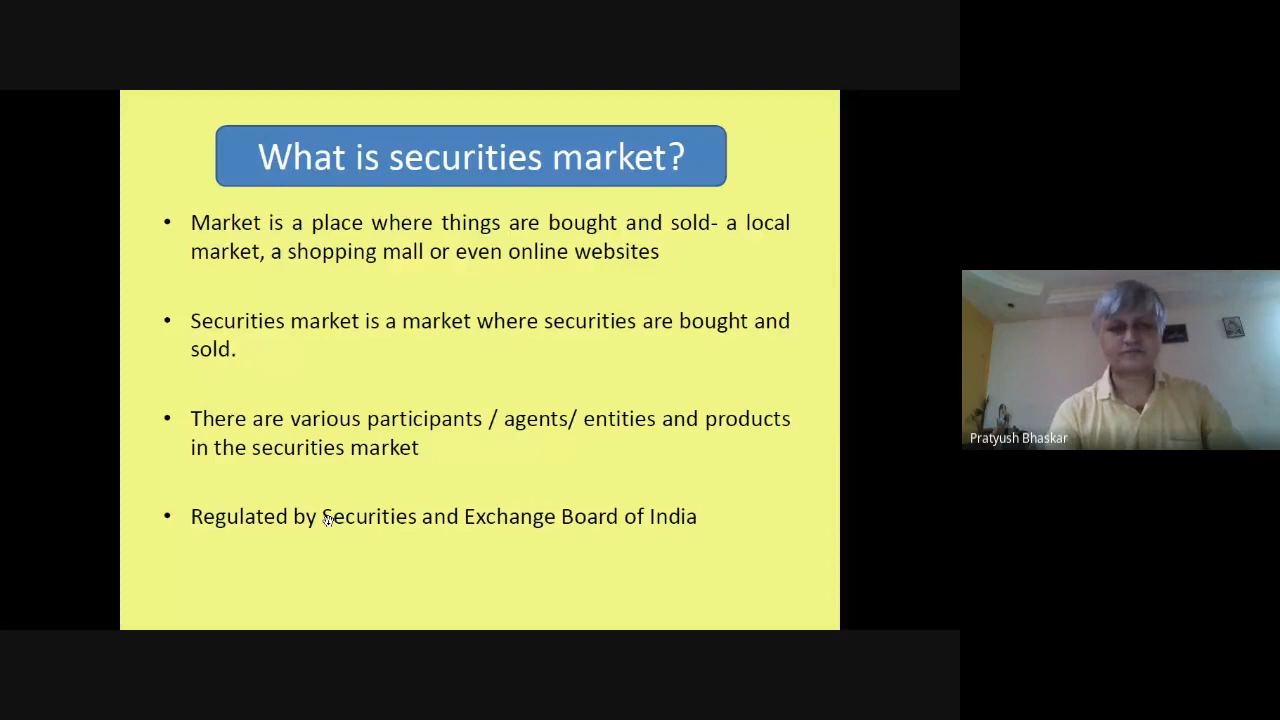 What is securities market?
• Market is a place where things are bought and sold- a local
market, a shopping mall or even online websites
• Securities market is a market where securities are bought and
sold.
• There are various participants / agents/ entities and products
in the securities market
• Regulated by Securities and Exchange Board of India
Pratyush Bhaskar